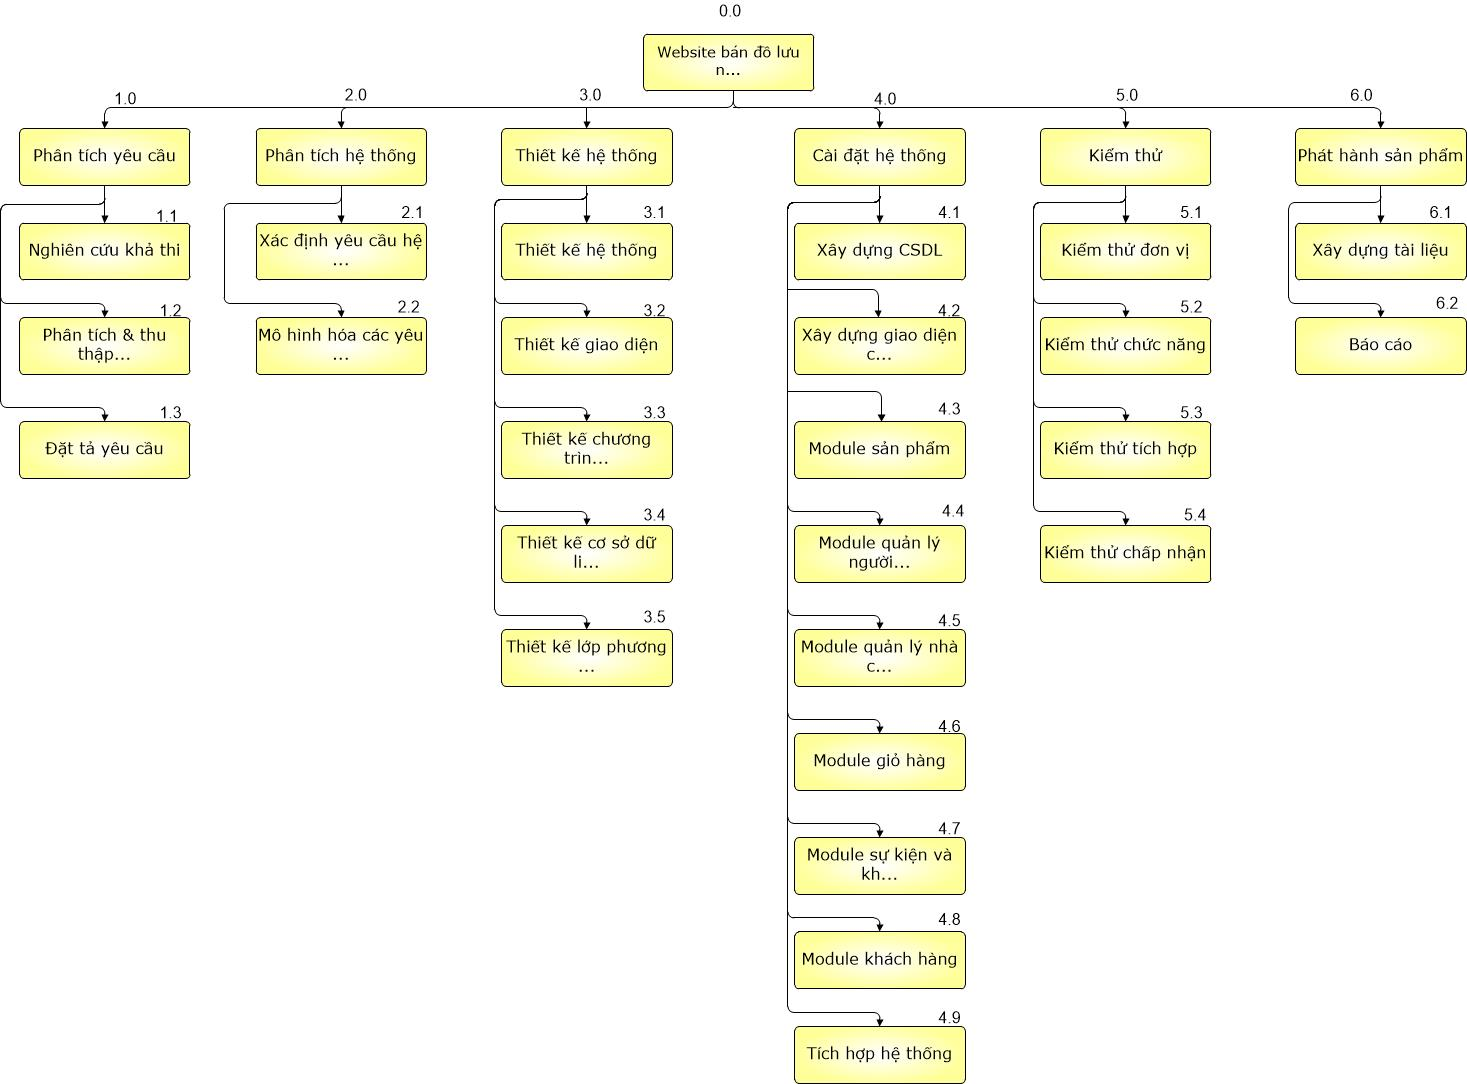 0.0
Website bán đồ lưu
n...
1.0
2.0
3.0
4.0
5.0
6.0
Phân tích yêu cầu
Phân tích hệ thống
Thiết kế hệ thống
Cài đặt hệ thống
Kiểm thử
Phát hành sản phẩm
1.1
Nghiên cứu khả thi
1.2
Phân tích & thu
thập...
1.3
Đặt tả yêu cầu
2.1
Xác định yêu cầu hệ
...
2.2
Mô hình hóa các yêu
...
3.1
Thiết kế hệ thống
3.2
Thiết kế giao diện
3.3
Thiết kế chương
trìn...
3.4
Thiết kế cơ sở dữ
li...
3.5
Thiết kế lớp phương
...
4.1
Xây dựng CSDL
4.2
Xây dựng giao diện
c...
4.3
Module sản phẩm
4.4
Module quản lý
người...
4.5
Module quản lý nhà
c...
4.6
Module giỏ hàng
4.7
Module sự kiện và
kh...
4.8
Module khách hàng
4.9
Tích hợp hệ thống
5.1
Kiểm thử đơn vị
5.2
Kiểm thử chức năng
5.3
Kiểm thử tích hợp
5.4
Kiểm thử chấp nhận
6.1
Xây dựng tài liệu
6.2
Báo cáo